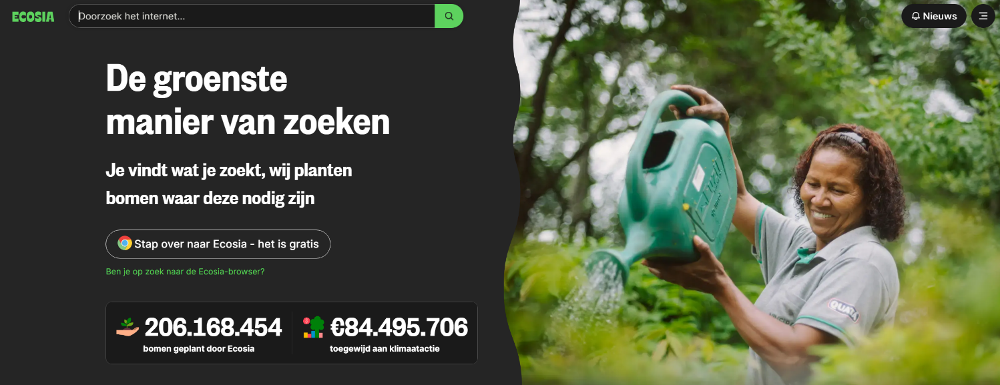 ECOSIA
Doorzoek het internet...
Nieuws
De groenste
manier van zoeken
Je vindt wat je zoekt, wij planten
bomen waar deze nodig zijn
Stap over naar Ecosia - het is gratis
Ben je op zoek naar de Ecosia-browser?
206.168.454
bomen geplant door Ecosia
€84.495.706
toegewijd aan klimaatactie